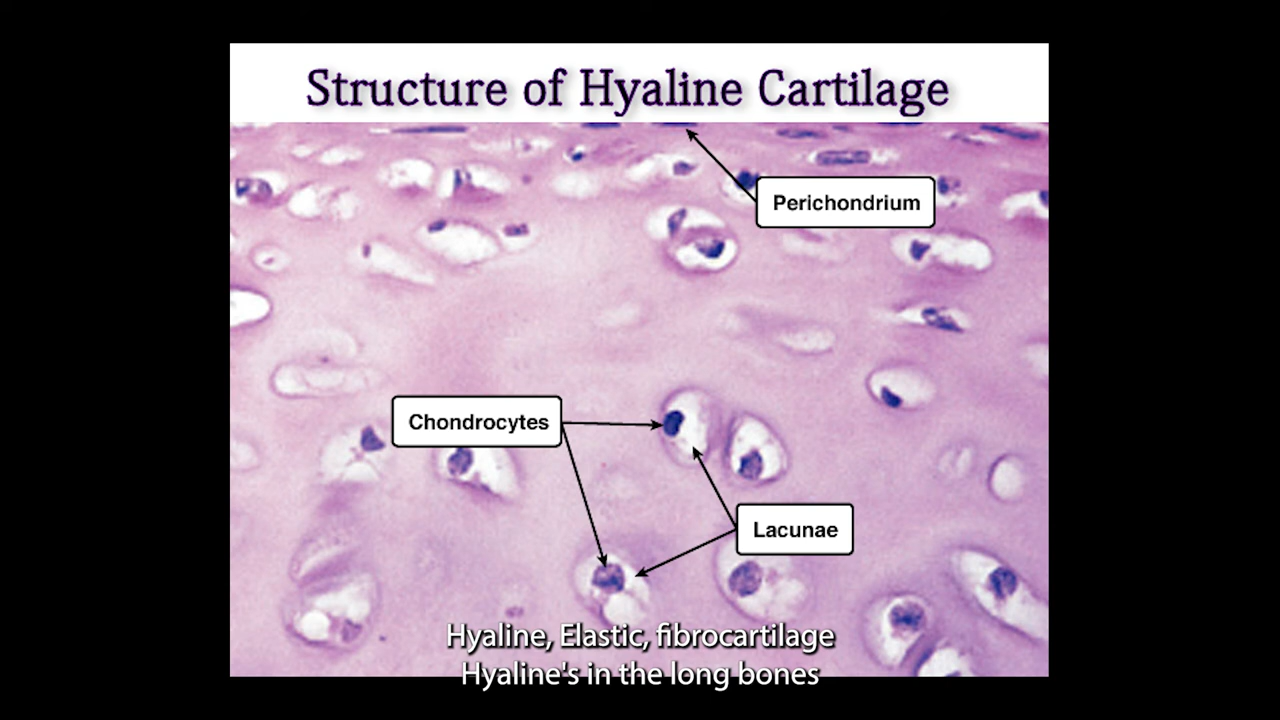 Structure of Hyaline Cartilage
Perichondrium
Chondrocytes
Lacunae
Hyaline, Elastic, fibrocartilage
Hyaline's in the long bones